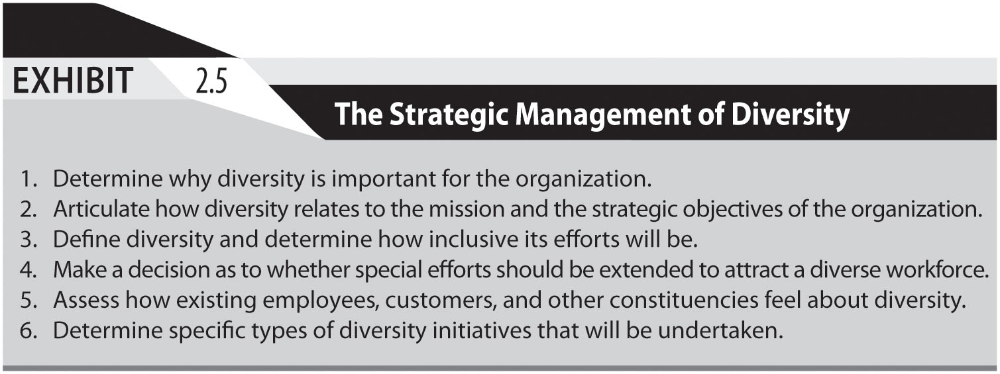 EXHIBIT 2.5
The Strategic Management of Diversity
1. Determine why diversity is important for the organization.
2. Articulate how diversity relates to the mission and the strategic objectives of the organization.
3. Define diversity and determine how inclusive its efforts will be.
4. Make a decision as to whether special efforts should be extended to attract a diverse workforce.
5. Assess how existing employees, customers, and other constituencies feel about diversity.
6. Determine specific types of diversity initiatives that will be undertaken.